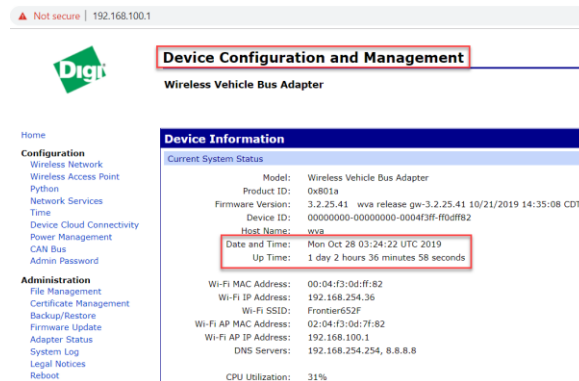 Not secure | 192.168.100.1
Digi
Device Configuration and Management
Wireless Vehicle Bus Adapter
Home
Configuration
Wireless Network
Wireless Access Point
Python
Network Services
Time
Device Cloud Connectivity
Power Management
CAN Bus
Admin Password
Administration
File Management
Certificate Management
Backup/Restore
Firmware Update
Adapter Status
System Log
Legal Notices
Reboot
Device Information
Current System Status
Model: Wireless Vehicle Bus Adapter
Product ID: 0x801a
Firmware Version: 3.2.25.41 wva release gw-3.2.25.41 10/21/2019 14:35:08 CDT
Device ID: 00000000-00000000-0004f3ff-ff0dff82
Host Name: wva
Date and Time: Mon Oct 28 03:24:22 UTC 2019
Up Time: 1 day 2 hours 36 minutes 58 seconds
Wi-Fi MAC Address: 00:04:f3:0d:ff:82
Wi-Fi IP Address: 192.168.254.36
Wi-Fi SSID: Frontier652F
Wi-Fi AP MAC Address: 02:04:f3:0d:7f:82
Wi-Fi AP IP Address: 192.168.100.1
DNS Servers: 192.168.254.254, 8.8.8.8
CPU Utilization: 31%